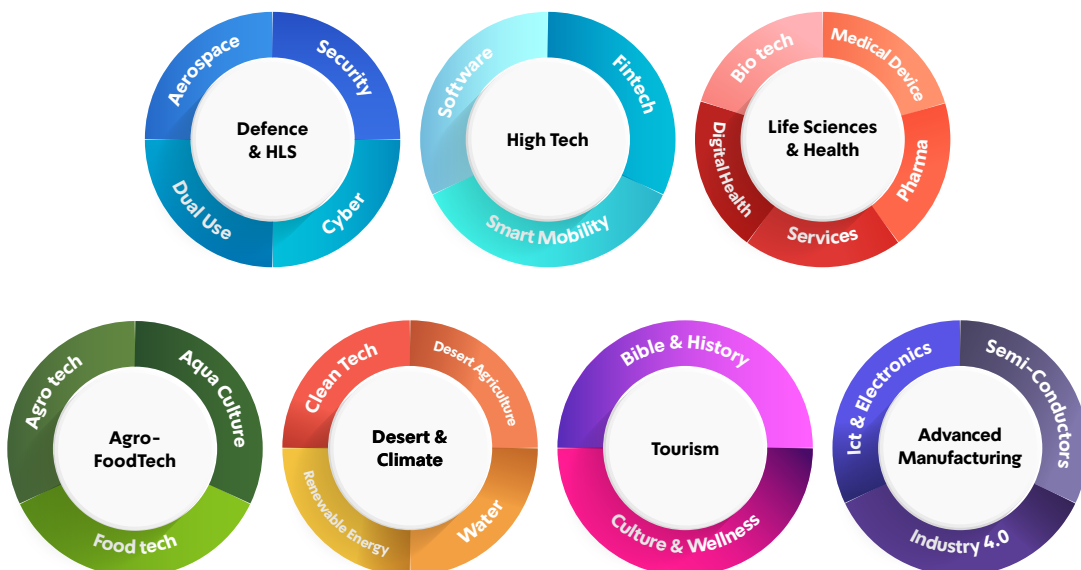 Aerospace
Security
Dual Use
Cyber
Defence
& HLS
Software
Fintech
Smart Mobility
High Tech
Bio tech
Medical Device
Digital Health
Pharma
Services
Life Sciences
& Health
Agro tech
Aqua Culture
Food tech
Agro-
FoodTech
Clean Tech
Desert Agriculture
Renewable Energy
Water
Desert &
Climate
Bible & History
Culture & Wellness
Tourism
Ict & Electronics
Semi-Conductors
Industry 4.0
Advanced
Manufacturing